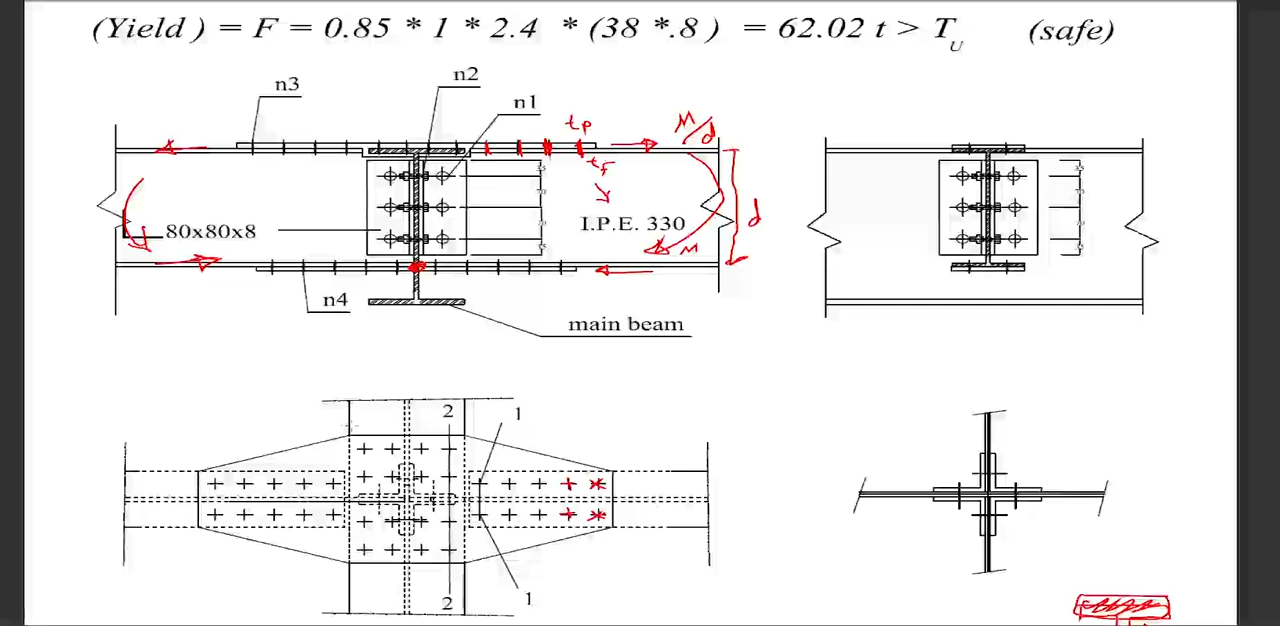 (Yield ) = F = 0.85 * 1 * 2.4 * (38 *.8 ) = 62.02 t > TU (safe)
n3
n2
n1
tp
M/d
tf
d
80x80x8
I.P.E. 330
M
n4
main beam
2
1
2
1